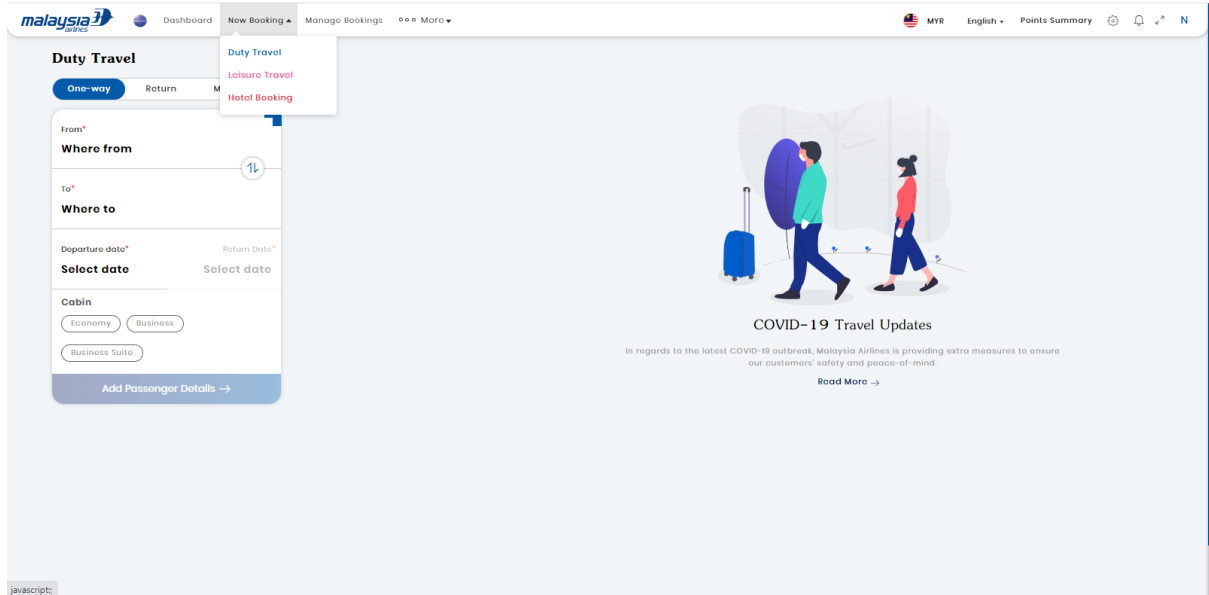 malaysia
airlines
Dashboard
New Booking
Manage Bookings
More
MYR
English
Points Summary
N
Duty Travel
Leisure Travel
Hotel Booking
Duty Travel
One-way
Return
M
From*
Where from
To*
Where to
Departure date*
Return Date*
Select date
Select date
Cabin
Economy
Business
Business Suite
Add Passenger Details →
COVID-19 Travel Updates
In regards to the latest COVID-19 outbreak, Malaysia Airlines is providing extra measures to ensure
our customers' safety and peace-of-mind.
Read More →
javascript:;